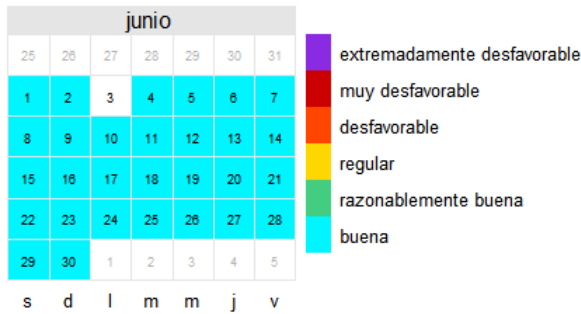 junio
25 26 27 28 29 30 31
1 2 3 4 5 6 7
8 9 10 11 12 13 14
15 16 17 18 19 20 21
22 23 24 25 26 27 28
29 30 1 2 3 4 5
s d l m m j v
extremadamente desfavorable
muy desfavorable
desfavorable
regular
razonablemente buena
buena